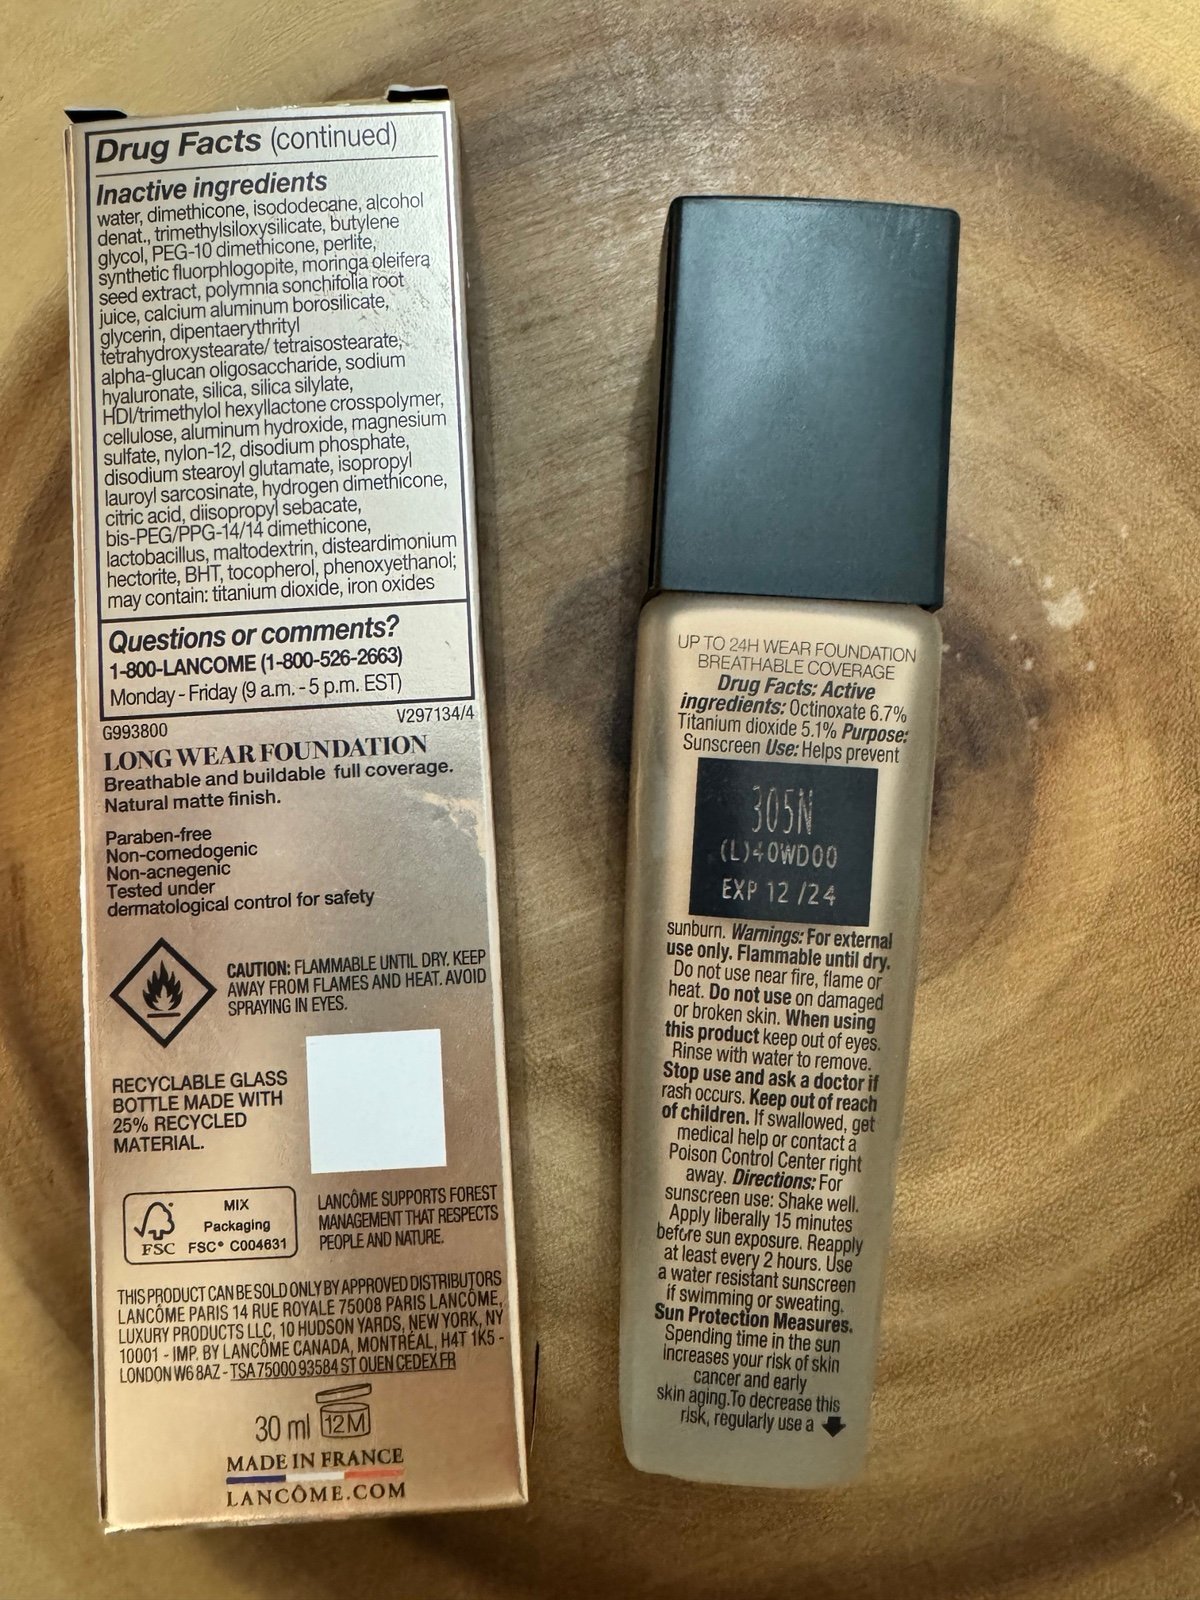 Drug Facts (continued)
Inactive ingredients
water, dimethicone, isododecane, alcohol
denat., trimethylsiloxysilicate, butylene
glycol, PEG-10 dimethicone, perlite,
synthetic fluorphlogopite, moringa oleifera
seed extract, polymnia sonchifolia root
juice, calcium aluminum borosilicate,
glycerin, dipentaerythrityl
tetrahydroxystearate/ tetraisostearate,
alpha-glucan oligosaccharide, sodium
hyaluronate, silica, silica silylate,
HDI/trimethylol hexyllactone crosspolymer,
cellulose, aluminum hydroxide, magnesium
sulfate, nylon-12, disodium phosphate,
disodium stearoyl glutamate, isopropyl
lauroyl sarcosinate, hydrogen dimethicone,
citric acid, diisopropyl sebacate,
bis-PEG/PPG-14/14 dimethicone,
lactobacillus, maltodextrin, disteardimonium
hectorite, BHT, tocopherol, phenoxyethanol;
may contain: titanium dioxide, iron oxides
Questions or comments?
1-800-LANCOME (1-800-526-2663)
Monday - Friday (9 a.m. - 5 p.m. EST)
G993800 V297134/4
LONG WEAR FOUNDATION
Breathable and buildable full coverage.
Natural matte finish.
Paraben-free
Non-comedogenic
Non-acnegenic
Tested under
dermatological control for safety
CAUTION: FLAMMABLE UNTIL DRY. KEEP
AWAY FROM FLAMES AND HEAT. AVOID
SPRAYING IN EYES.
RECYCLABLE GLASS
BOTTLE MADE WITH
25% RECYCLED
MATERIAL.
FSC
MIX
Packaging
FSC® C004631
LANCÔME SUPPORTS FOREST
MANAGEMENT THAT RESPECTS
PEOPLE AND NATURE.
THIS PRODUCT CAN BE SOLD ONLY BY APPROVED DISTRIBUTORS
LANCÔME PARIS 14 RUE ROYALE 75008 PARIS LANCÔME,
LUXURY PRODUCTS LLC, 10 HUDSON YARDS, NEW YORK, NY
10001 - IMP. BY LANCÔME CANADA, MONTRÉAL, H4T 1K5 -
LONDON W6 8AZ - TSA 75000 93584 ST OUEN CEDEX FR
30 ml 12M
MADE IN FRANCE
LANCÔME.COM
UP TO 24H WEAR FOUNDATION
BREATHABLE COVERAGE
Drug Facts: Active
ingredients: Octinoxate 6.7%
Titanium dioxide 5.1% Purpose:
Sunscreen Use: Helps prevent
305N
(L)40WD00
EXP 12 /24
sunburn. Warnings: For external
use only. Flammable until dry.
Do not use near fire, flame or
heat. Do not use on damaged
or broken skin. When using
this product keep out of eyes.
Rinse with water to remove.
Stop use and ask a doctor if
rash occurs. Keep out of reach
of children. If swallowed, get
medical help or contact a
Poison Control Center right
away. Directions: For
sunscreen use: Shake well.
Apply liberally 15 minutes
before sun exposure. Reapply
at least every 2 hours. Use
a water resistant sunscreen
if swimming or sweating.
Sun Protection Measures.
Spending time in the sun
increases your risk of skin
cancer and early
skin aging.To decrease this
risk, regularly use a